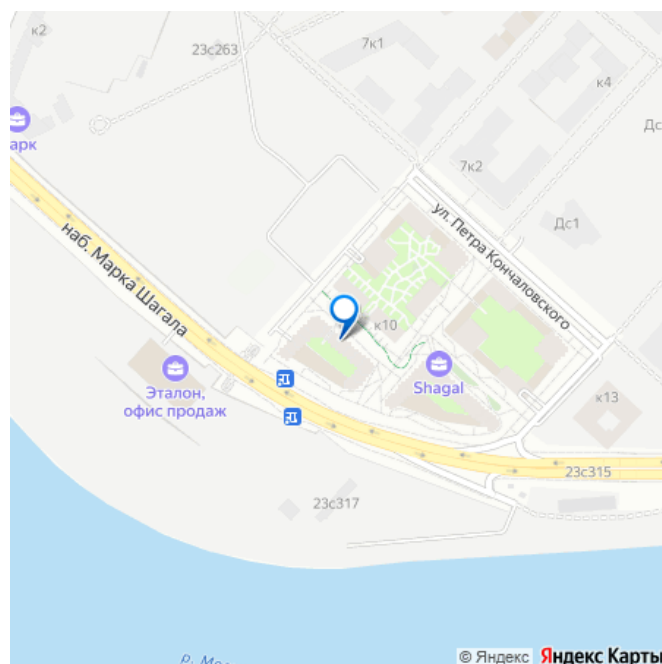 к2
23с263
7к1
к4
арк
Дс
7к2
ул. Петра Кончаловского
Дс1
наб. Марка Шагала
к10
Shagal
Эталон,
офис продаж
к13
23с315
23с317
р. Мо
© Яндекс Яндекс Карты